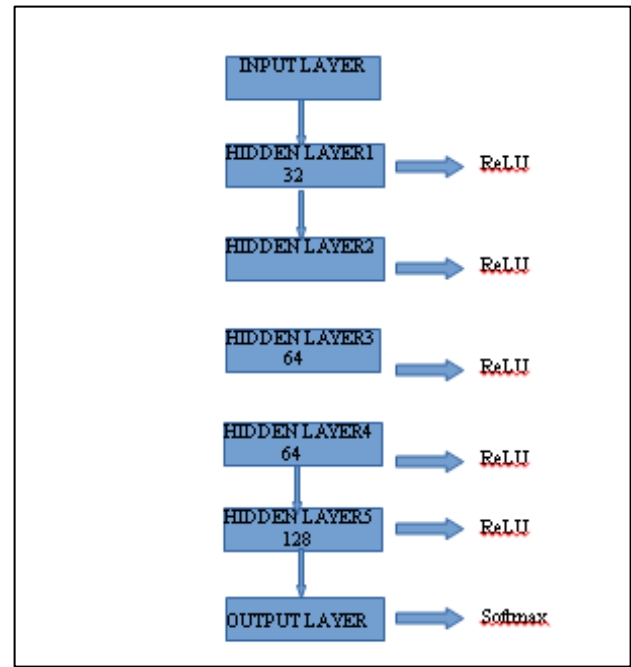 INPUT LAYER
HIDDEN LAYER1
32
ReLU
HIDDEN LAYER2
ReLU
HIDDEN LAYER3
64
ReLU
HIDDEN LAYER4
64
ReLU
HIDDEN LAYER5
128
ReLU
OUTPUT LAYER
Softmax